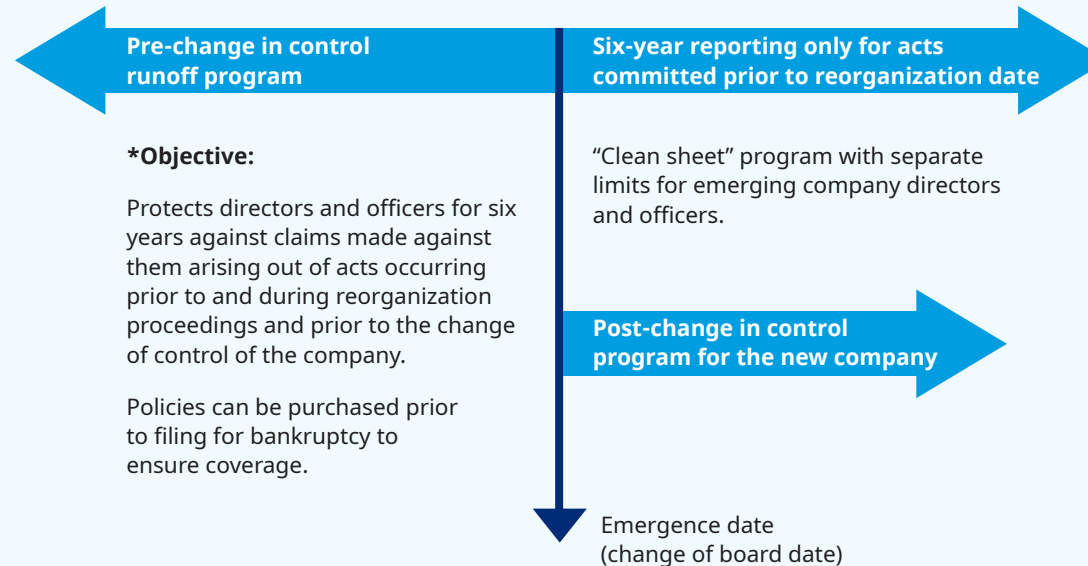 Pre-change in control
runoff program
Six-year reporting only for acts
committed prior to reorganization date
*Objective:
Protects directors and officers for six
years against claims made against
them arising out of acts occurring
prior to and during reorganization
proceedings and prior to the change
of control of the company.
Policies can be purchased prior
to filing for bankruptcy to
ensure coverage.
“Clean sheet” program with separate
limits for emerging company directors
and officers.
Post-change in control
program for the new company
Emergence date
(change of board date)